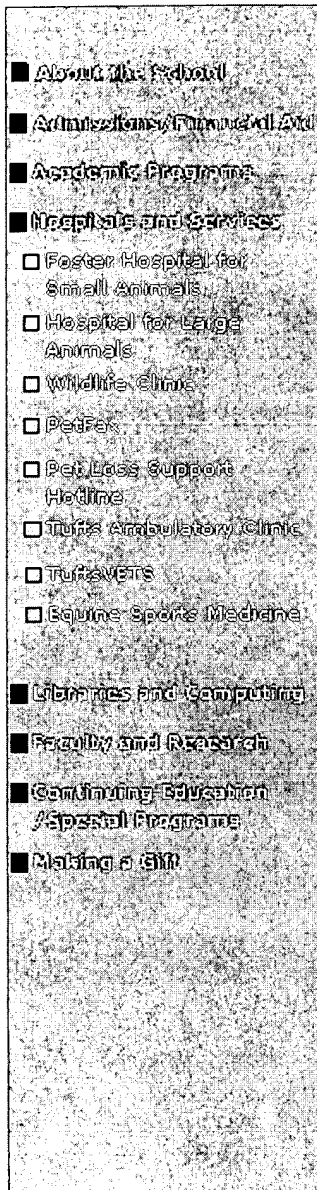 About the School
Admissions/Financial Aid
Academic Programs
Hospitals and Services
Foster Hospital for
Small Animals
Hospital for Large
Animals
Wildlife Clinic
PetFax
Pet Loss Support
Hotline
Tufts Ambulatory Clinic
TuftsVETS
Equine Sports Medicine
Libraries and Computing
Faculty and Research
Continuing Education
/Special Programs
Making a Gift